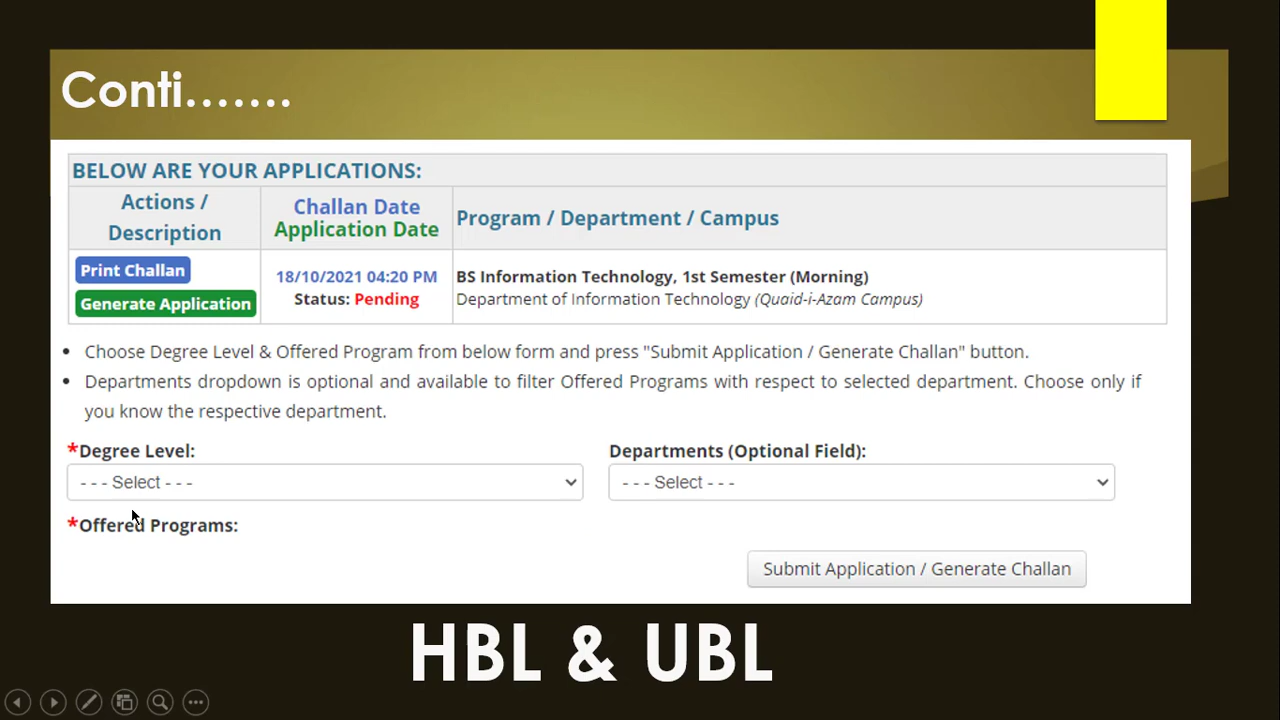 Conti.......
BELOW ARE YOUR APPLICATIONS:
Actions /
Description
Challan Date
Application Date
Program / Department / Campus
Print Challan
Generate Application
18/10/2021 04:20 PM
Status: Pending
BS Information Technology, 1st Semester (Morning)
Department of Information Technology (Quaid-i-Azam Campus)
• Choose Degree Level & Offered Program from below form and press "Submit Application / Generate Challan" button.
• Departments dropdown is optional and available to filter Offered Programs with respect to selected department. Choose only if
you know the respective department.
*Degree Level:
- - - Select - - -
Departments (Optional Field):
- - - Select - - -
*Offered Programs:
Submit Application / Generate Challan
HBL & UBL